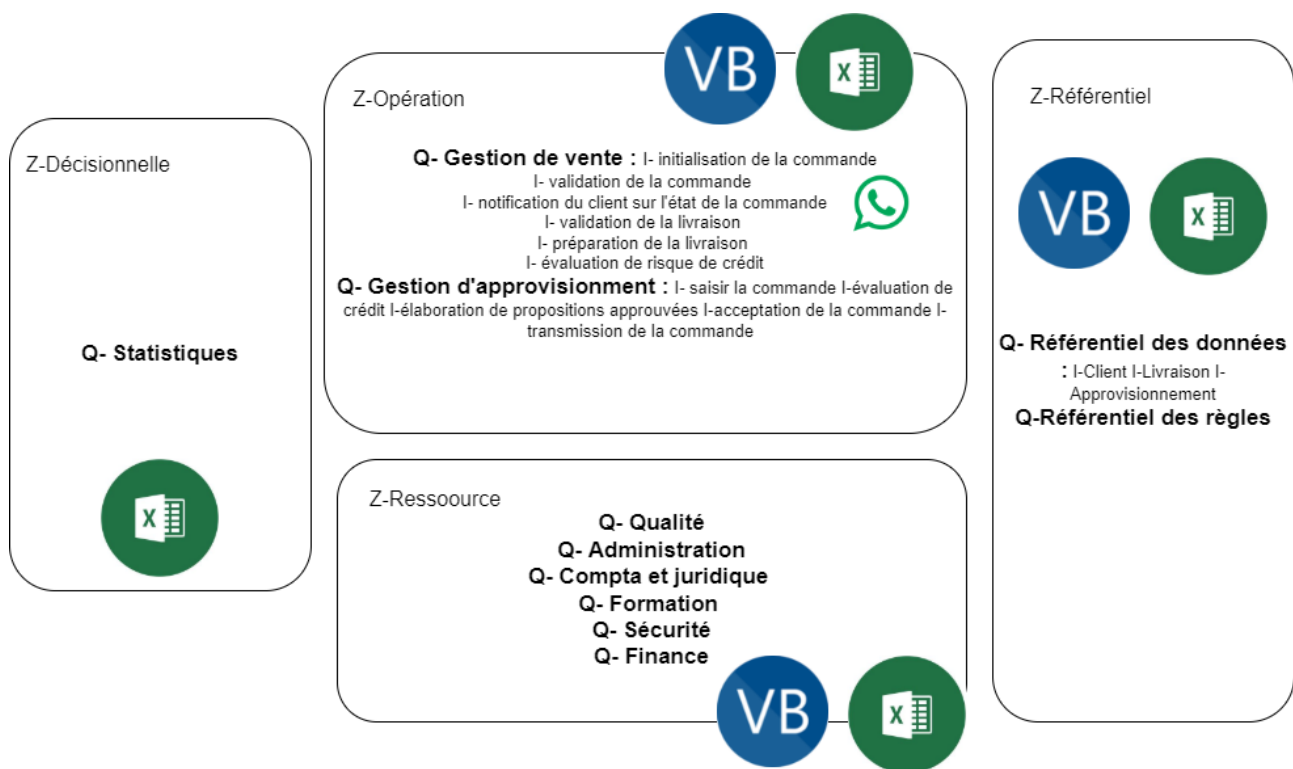 Z-Décisionnelle
Q- Statistiques
Z-Opération
VB
X
Q- Gestion de vente : I- initialisation de la commande
I- validation de la commande
I- notification du client sur l'état de la commande
I- validation de la livraison
I- préparation de la livraison
I- évaluation de risque de crédit
Q- Gestion d'approvisionment : I- saisir la commande I-évaluation de
crédit I-élaboration de propositions approuvées I-acceptation de la commande I-
transmission de la commande
X
Z-Ressoource
Q- Qualité
Q- Administration
Q- Compta et juridique
Q- Formation
Q- Sécurité
Q- Finance
VB
X
Z-Référentiel
VB
X
Q- Référentiel des données
: I-Client I-Livraison I-
Approvisionnement
Q-Référentiel des règles